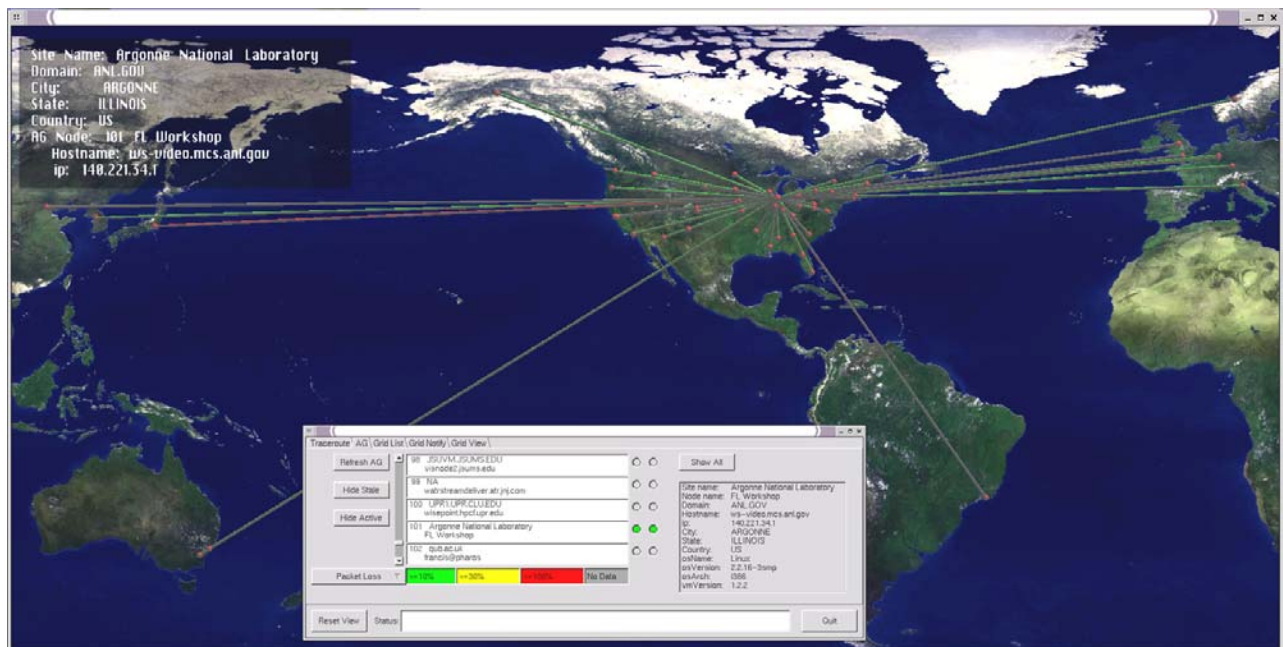 Site Name: Argonne National Laboratory
Domain: ANL.GOV
City: ARGONNE
State: ILLINOIS
Country: US
AG Node: 101 FL Workshop
Hostname: ws-video.mcs.anl.gov
ip: 140.221.34.1
Traceroute AG Grid List Grid Notify Grid View
Refresh AG
Hide Stale
Hide Active
98 JSUVM.JSUMS.EDU
visnode2.jsums.edu
99 NA
watrstreamdeliver.atr.jnj.com
100 UPR1.UPR.CLU.EDU
wisepoint.hpcf.upr.edu
101 Argonne National Laboratory
FL Workshop
102 qub.ac.uk
francis@pharos
Show All
Site name: Argonne National Laboratory
Node name: FL Workshop
Domain: ANL.GOV
Hostname: ws-video.mcs.anl.gov
ip: 140.221.34.1
City: ARGONNE
State: ILLINOIS
Country: US
osName: Linux
osVersion: 2.2.16-3smp
osArch: i386
vmVersion: 1.2.2
Packet Loss <=10% <=30% <=100% No Data
Reset View Status Quit